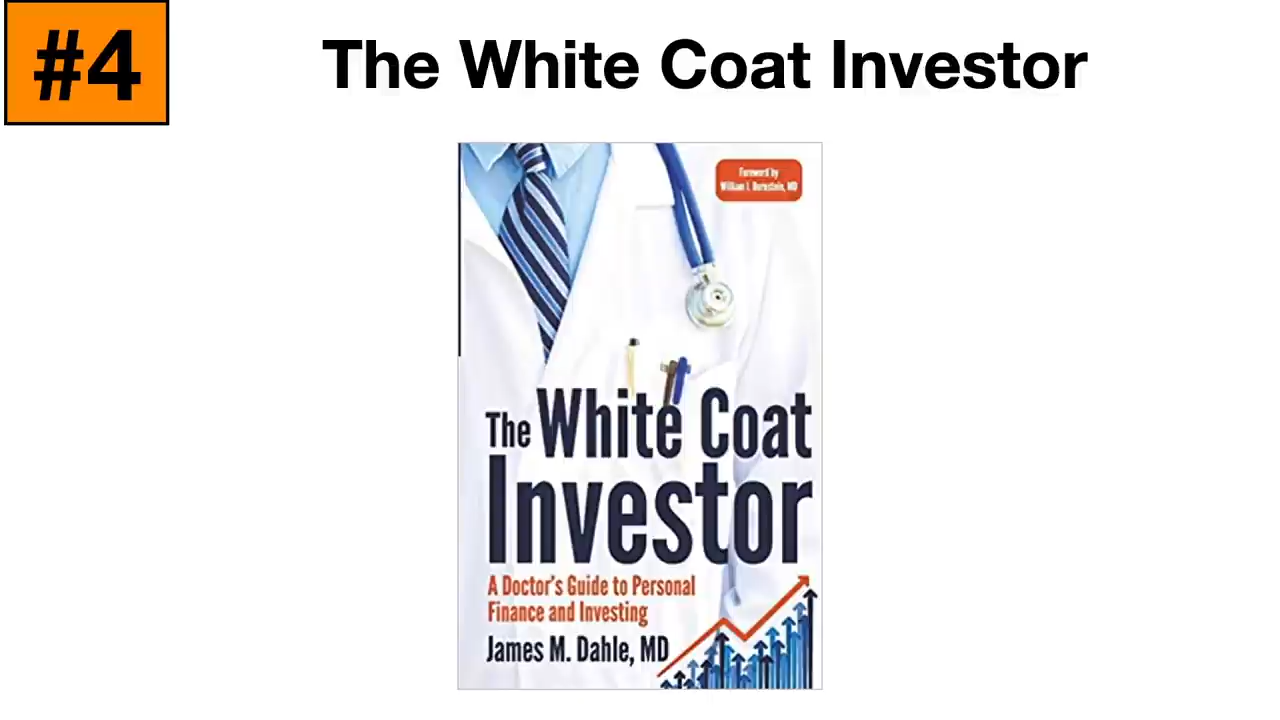 #4
The White Coat Investor
Foreword by
William J. Bernstein, MD
The White Coat
Investor
A Doctor's Guide to Personal
Finance and Investing
James M. Dahle, MD